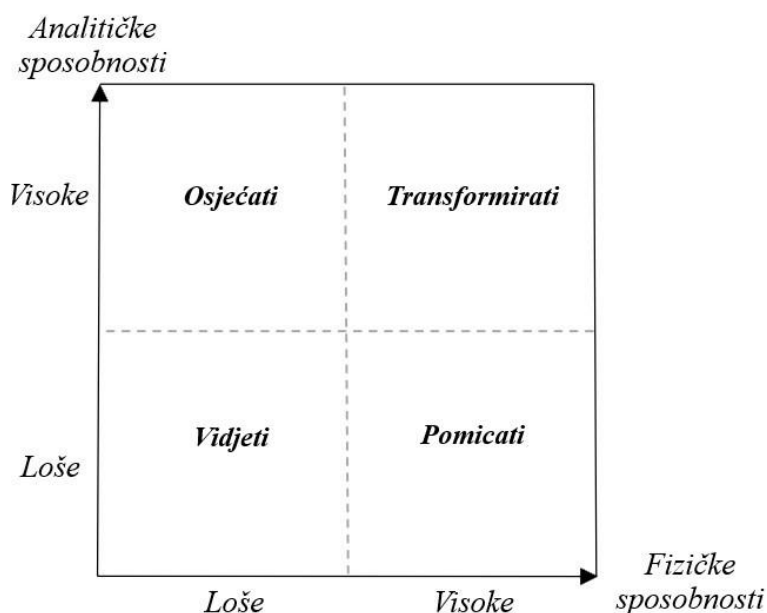 Analitičke
sposobnosti
Visoke
Osjećati
Transformirati
Loše
Vidjeti
Pomicati
Loše
Visoke
Fizičke
sposobnosti